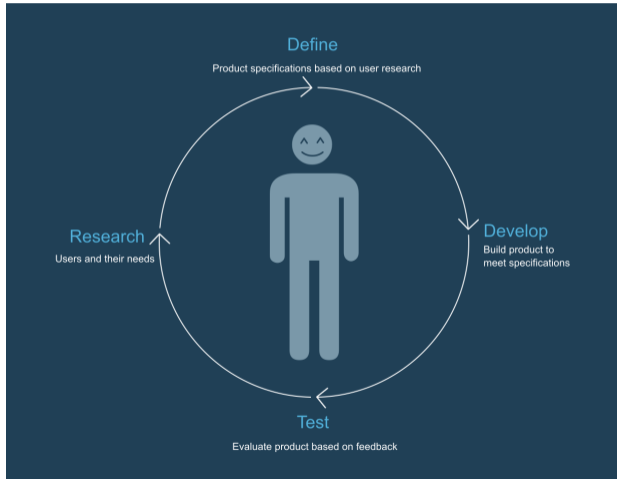 Define
Product specifications based on user research
Research
Users and their needs
Develop
Build product to
meet specifications
Test
Evaluate product based on feedback